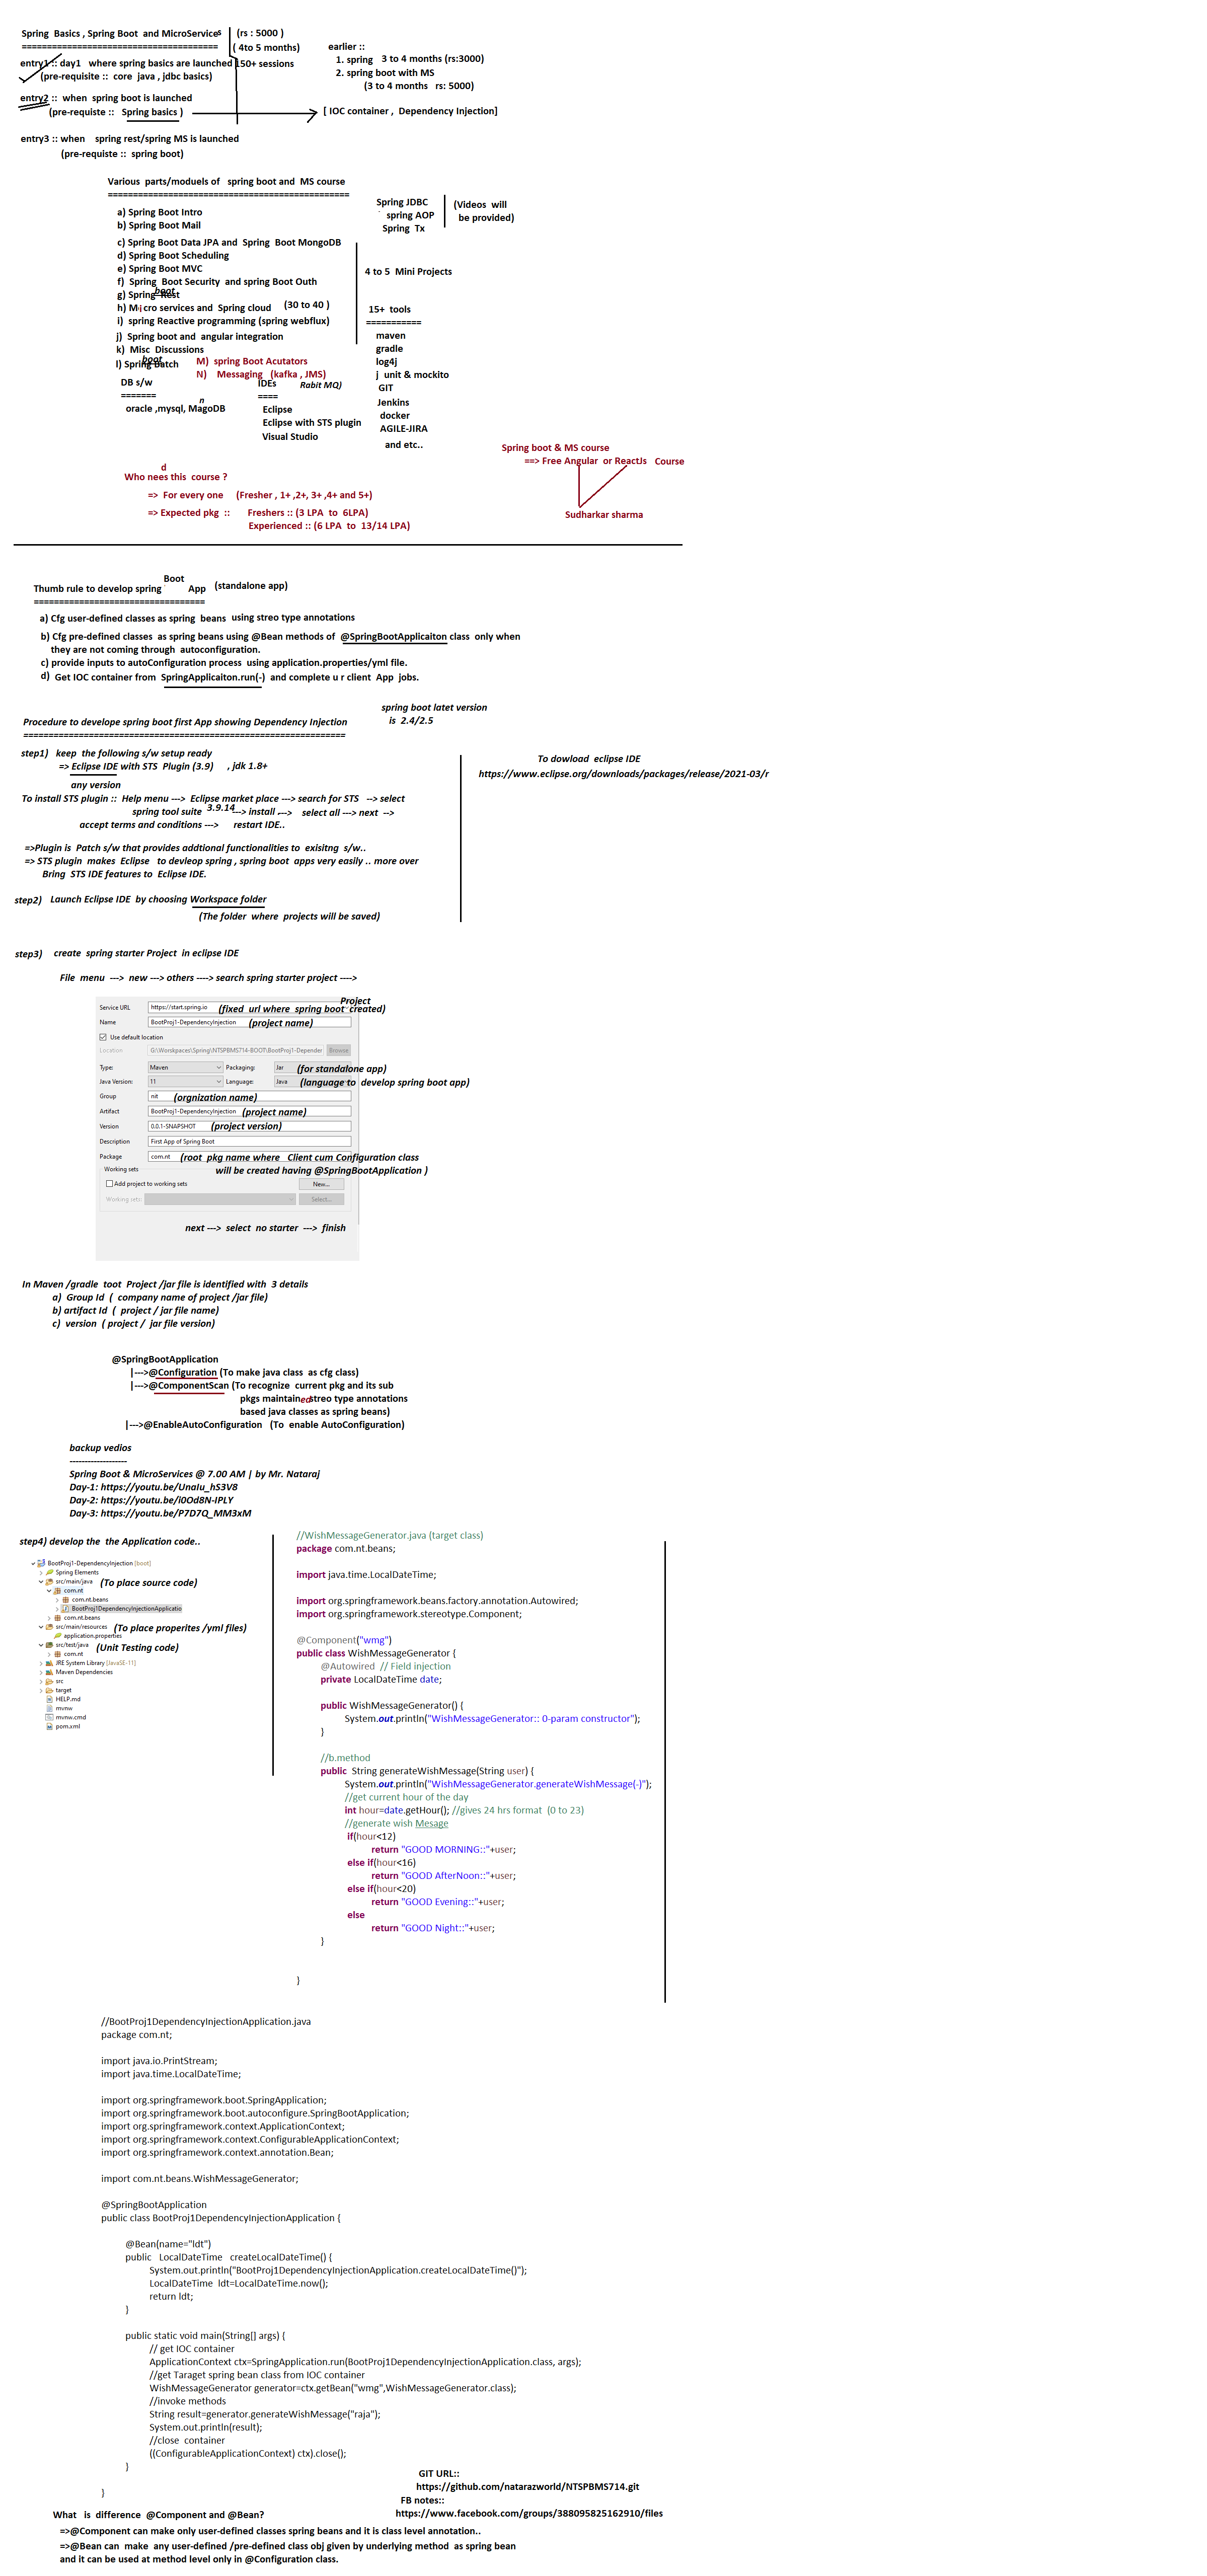 Spring Basics , Spring Boot and MicroServices (rs : 5000 )
======================================= ( 4to 5 months)
entry1 :: day1 where spring basics are launched 150+ sessions
(pre-requisite :: core java , jdbc basics)
earlier ::
1. spring 3 to 4 months (rs:3000)
2. spring boot with MS
(3 to 4 months rs: 5000)
entry2 :: when spring boot is launched
(pre-requiste :: Spring basics ) [ IOC container , Dependency Injection]
entry3 :: when spring rest/spring MS is launched
(pre-requiste :: spring boot)
Various parts/moduels of spring boot and MS course
================================================
a) Spring Boot Intro
b) Spring Boot Mail
c) Spring Boot Data JPA and Spring Boot MongoDB
d) Spring Boot Scheduling
e) Spring Boot MVC
f) Spring Boot Security and spring Boot Outh
boot
g) Spring Rest
h) Micro services and Spring cloud (30 to 40 )
i) spring Reactive programming (spring webflux)
j) Spring boot and angular integration
k) Misc Discussions
boot
l) Spring Batch
M) spring Boot Acutators
N) Messaging (kafka , JMS)
Rabit MQ)
Spring JDBC
spring AOP
Spring Tx
(Videos will
be provided)
4 to 5 Mini Projects
15+ tools
===========
maven
gradle
log4j
j unit & mockito
GIT
Jenkins
docker
AGILE-JIRA
and etc..
DB s/w
=======
n
oracle ,mysql, MagoDB
IDEs
====
Eclipse
Eclipse with STS plugin
Visual Studio
Spring boot & MS course
==> Free Angular or ReactJs Course
Sudharkar sharma
d
Who nees this course ?
=> For every one (Fresher , 1+ ,2+, 3+ ,4+ and 5+)
=> Expected pkg :: Freshers :: (3 LPA to 6LPA)
Experienced :: (6 LPA to 13/14 LPA)
Boot
Thumb rule to develop spring App (standalone app)
==================================
a) Cfg user-defined classes as spring beans using streo type annotations
b) Cfg pre-defined classes as spring beans using @Bean methods of @SpringBootApplicaiton class only when
they are not coming through autoconfiguration.
c) provide inputs to autoConfiguration process using application.properties/yml file.
d) Get IOC container from SpringApplicaiton.run(-) and complete u r client App jobs.
spring boot latet version
is 2.4/2.5
Procedure to develope spring boot first App showing Dependency Injection
================================================================
step1) keep the following s/w setup ready
=> Eclipse IDE with STS Plugin (3.9) , jdk 1.8+
any version
To install STS plugin :: Help menu ---> Eclipse market place ---> search for STS --> select
spring tool suite 3.9.14 ---> install ---> select all ---> next -->
accept terms and conditions ---> restart IDE..
To dowload eclipse IDE
https://www.eclipse.org/downloads/packages/release/2021-03/r
=>Plugin is Patch s/w that provides addtional functionalities to exisitng s/w..
=> STS plugin makes Eclipse to devleop spring , spring boot apps very easily .. more over
Bring STS IDE features to Eclipse IDE.
step2) Launch Eclipse IDE by choosing Workspace folder
(The folder where projects will be saved)
step3) create spring starter Project in eclipse IDE
File menu ---> new ---> others ----> search spring starter project ---->
Project
Service URL https://start.spring.io (fixed url where spring boot created)
Name BootProj1-DependencyInjection (project name)
Use default location
Location G:\Worskpaces\Spring\NTSPBMS714-BOOT\BootProj1-Depender Browse
Type: Maven Packaging: Jar (for standalone app)
Java Version: 11 Language: Java (language to develop spring boot app)
Group nit (orgnization name)
Artifact BootProj1-DependencyInjection (project name)
Version 0.0.1-SNAPSHOT (project version)
Description First App of Spring Boot
Package com.nt (root pkg name where Client cum Configuration class
Working sets will be created having @SpringBootApplication )
Add project to working sets New...
Working sets: Select...
next ---> select no starter ---> finish
In Maven /gradle toot Project /jar file is identified with 3 details
a) Group Id ( company name of project /jar file)
b) artifact Id ( project / jar file name)
c) version ( project / jar file version)
@SpringBootApplication
|--->@Configuration (To make java class as cfg class)
|--->@ComponentScan (To recognize current pkg and its sub
pkgs maintained streo type annotations
based java classes as spring beans)
|--->@EnableAutoConfiguration (To enable AutoConfiguration)
backup vedios
-------------------
Spring Boot & MicroServices @ 7.00 AM | by Mr. Nataraj
Day-1: https://youtu.be/UnaIu_hS3V8
Day-2: https://youtu.be/i0Od8N-IPLY
Day-3: https://youtu.be/P7D7Q_MM3xM
step4) develop the the Application code..
BootProj1-DependencyInjection [boot]
Spring Elements
src/main/java (To place source code)
com.nt
com.nt.beans
BootProj1DependencyInjectionApplicatio
com.nt.beans
src/main/resources (To place properites /yml files)
application.properties
src/test/java (Unit Testing code)
com.nt
JRE System Library [JavaSE-11]
Maven Dependencies
src
target
HELP.md
mvnw
mvnw.cmd
pom.xml
//WishMessageGenerator.java (target class)
package com.nt.beans;
import java.time.LocalDateTime;
import org.springframework.beans.factory.annotation.Autowired;
import org.springframework.stereotype.Component;
@Component("wmg")
public class WishMessageGenerator {
@Autowired // Field injection
private LocalDateTime date;
public WishMessageGenerator() {
System.out.println("WishMessageGenerator:: 0-param constructor");
}
//b.method
public String generateWishMessage(String user) {
System.out.println("WishMessageGenerator.generateWishMessage(-)");
//get current hour of the day
int hour=date.getHour(); //gives 24 hrs format (0 to 23)
//generate wish Mesage
if(hour<12)
return "GOOD MORNING::"+user;
else if(hour<16)
return "GOOD AfterNoon::"+user;
else if(hour<20)
return "GOOD Evening::"+user;
else
return "GOOD Night::"+user;
}
}
//BootProj1DependencyInjectionApplication.java
package com.nt;
import java.io.PrintStream;
import java.time.LocalDateTime;
import org.springframework.boot.SpringApplication;
import org.springframework.boot.autoconfigure.SpringBootApplication;
import org.springframework.context.ApplicationContext;
import org.springframework.context.ConfigurableApplicationContext;
import org.springframework.context.annotation.Bean;
import com.nt.beans.WishMessageGenerator;
@SpringBootApplication
public class BootProj1DependencyInjectionApplication {
@Bean(name="ldt")
public LocalDateTime createLocalDateTime() {
System.out.println("BootProj1DependencyInjectionApplication.createLocalDateTime()");
LocalDateTime ldt=LocalDateTime.now();
return ldt;
}
public static void main(String[] args) {
// get IOC container
ApplicationContext ctx=SpringApplication.run(BootProj1DependencyInjectionApplication.class, args);
//get Taraget spring bean class from IOC container
WishMessageGenerator generator=ctx.getBean("wmg",WishMessageGenerator.class);
//invoke methods
String result=generator.generateWishMessage("raja");
System.out.println(result);
//close container
((ConfigurableApplicationContext) ctx).close();
}
}
GIT URL::
https://github.com/natarazworld/NTSPBMS714.git
FB notes::
https://www.facebook.com/groups/388095825162910/files
What is difference @Component and @Bean?
=>@Component can make only user-defined classes spring beans and it is class level annotation..
=>@Bean can make any user-defined /pre-defined class obj given by underlying method as spring bean
and it can be used at method level only in @Configuration class.